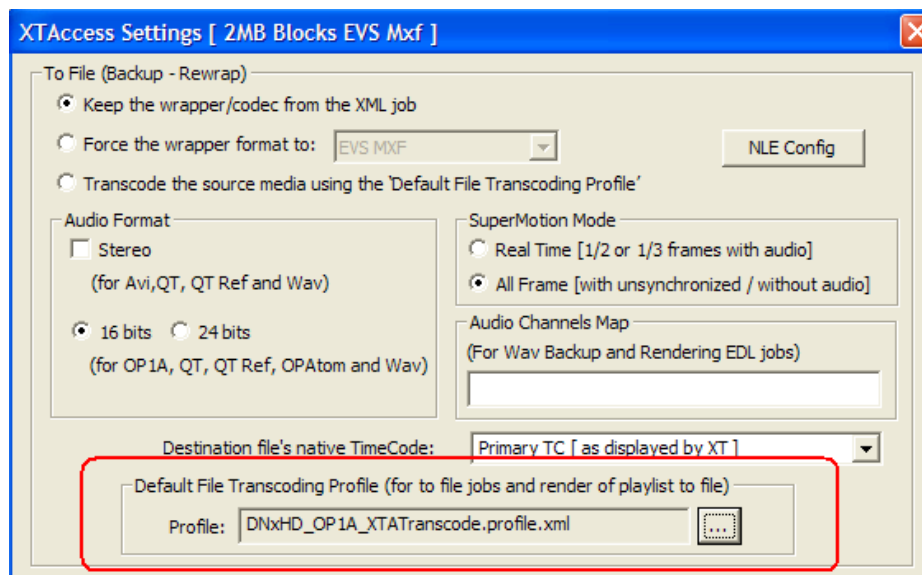 XTAccess Settings [ 2MB Blocks EVS Mxf ]
To File (Backup - Rewrap)
Keep the wrapper/codec from the XML job
Force the wrapper format to: EVS MXF NLE Config
Transcode the source media using the 'Default File Transcoding Profile'
Audio Format
Stereo
(for Avi,QT, QT Ref and Wav)
16 bits 24 bits
(for OP1A, QT, QT Ref, OPAtom and Wav)
SuperMotion Mode
Real Time [1/2 or 1/3 frames with audio]
All Frame [with unsynchronized / without audio]
Audio Channels Map
(For Wav Backup and Rendering EDL jobs)
Destination file's native TimeCode: Primary TC [ as displayed by XT ]
Default File Transcoding Profile (for to file jobs and render of playlist to file)
Profile: DNxHD_OP1A_XTATranscode.profile.xml ...